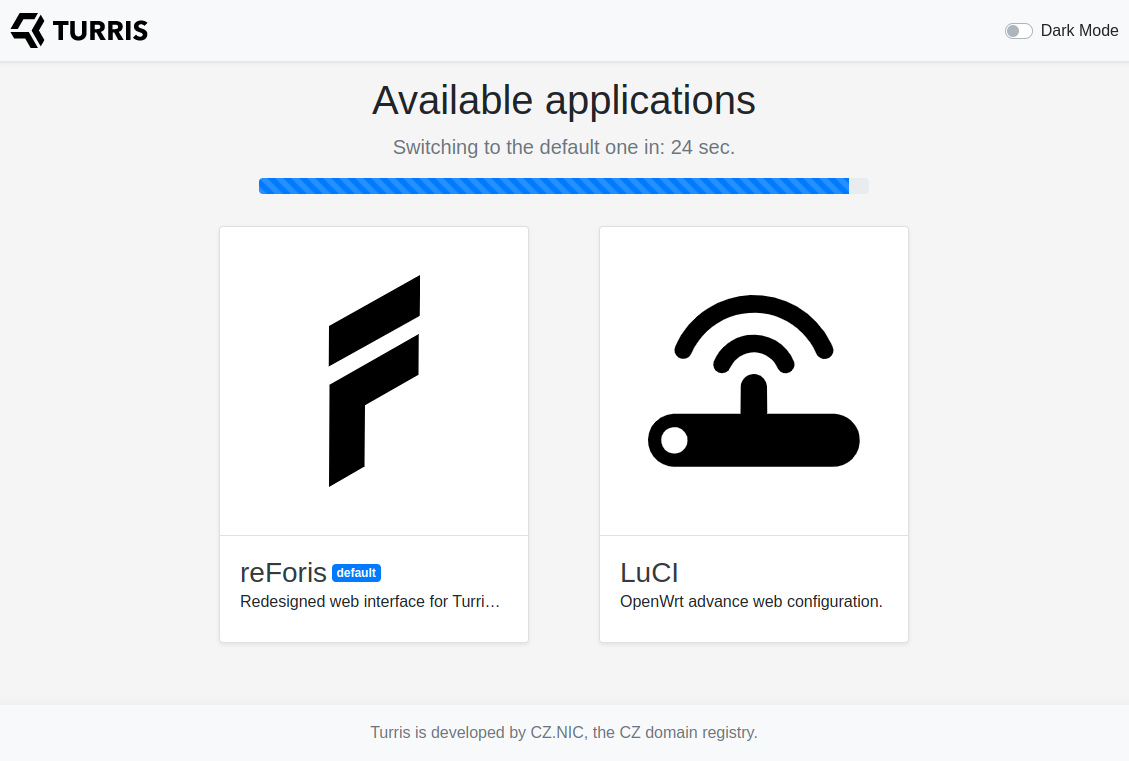 TURRIS
Dark Mode
Available applications
Switching to the default one in: 24 sec.
reForis default
Redesigned web interface for Turri…
LuCI
OpenWrt advance web configuration.
Turris is developed by CZ.NIC, the CZ domain registry.